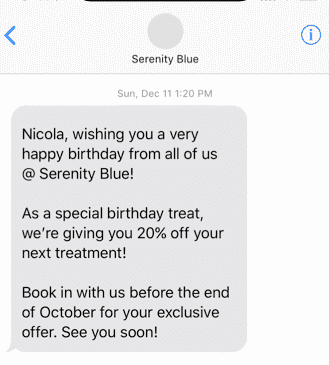 Serenity Blue
Sun, Dec 11 1:20 PM
Nicola, wishing you a very
happy birthday from all of us
@ Serenity Blue!
As a special birthday treat,
we're giving you 20% off your
next treatment!
Book in with us before the end
of October for your exclusive
offer. See you soon!